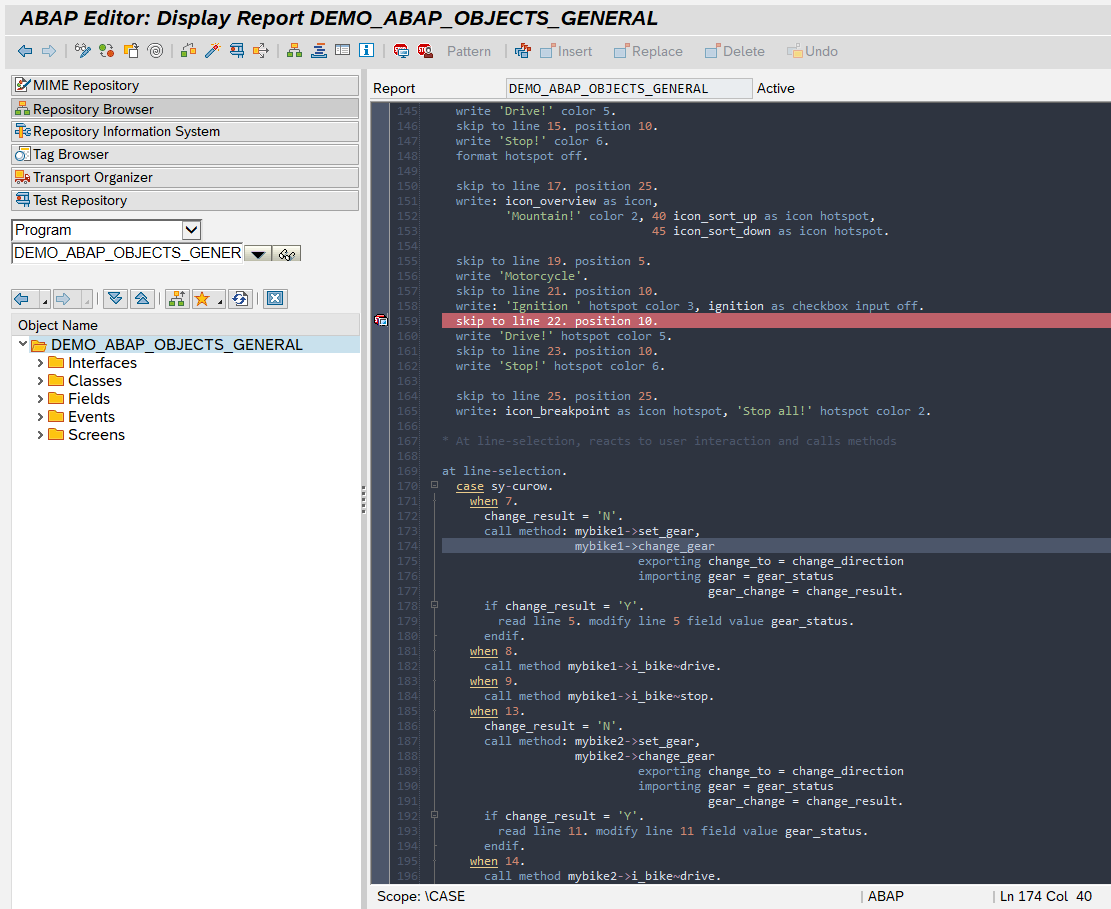 ABAP Editor: Display Report DEMO_ABAP_OBJECTS_GENERAL
Pattern Insert Replace Delete Undo
MIME Repository
Repository Browser
Repository Information System
Tag Browser
Transport Organizer
Test Repository
Program
DEMO_ABAP_OBJECTS_GENER
Object Name
DEMO_ABAP_OBJECTS_GENERAL
Interfaces
Classes
Fields
Events
Screens
Report DEMO_ABAP_OBJECTS_GENERAL Active
145 write 'Drive!' color 5.
146 skip to line 15. position 10.
147 write 'Stop!' color 6.
148 format hotspot off.
149
150 skip to line 17. position 25.
151 write: icon_overview as icon,
152 'Mountain!' color 2, 40 icon_sort_up as icon hotspot,
153 45 icon_sort_down as icon hotspot.
154
155 skip to line 19. position 5.
156 write 'Motorcycle'.
157 skip to line 21. position 10.
158 write: 'Ignition ' hotspot color 3, ignition as checkbox input off.
159 skip to line 22. position 10.
160 write 'Drive!' hotspot color 5.
161 skip to line 23. position 10.
162 write 'Stop!' hotspot color 6.
163
164 skip to line 25. position 25.
165 write: icon_breakpoint as icon hotspot, 'Stop all!' hotspot color 2.
166
167 * At line-selection, reacts to user interaction and calls methods
168
169 at line-selection.
170 case sy-curow.
171 when 7.
172 change_result = 'N'.
173 call method: mybike1->set_gear,
174 mybike1->change_gear
175 exporting change_to = change_direction
176 importing gear = gear_status
177 gear_change = change_result.
178 if change_result = 'Y'.
179 read line 5. modify line 5 field value gear_status.
180 endif.
181 when 8.
182 call method mybike1->i_bike~drive.
183 when 9.
184 call method mybike1->i_bike~stop.
185 when 13.
186 change_result = 'N'.
187 call method: mybike2->set_gear,
188 mybike2->change_gear
189 exporting change_to = change_direction
190 importing gear = gear_status
191 gear_change = change_result.
192 if change_result = 'Y'.
193 read line 11. modify line 11 field value gear_status.
194 endif.
195 when 14.
196 call method mybike2->i_bike~drive.
Scope: \CASE ABAP Ln 174 Col 40